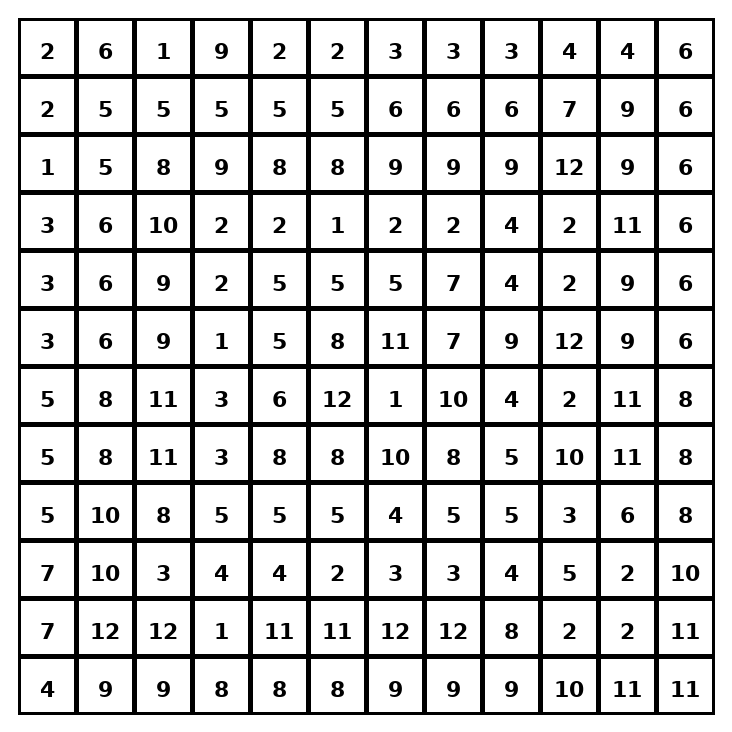 2 6 1 9 2 2 3 3 3 4 4 6
2 5 5 5 5 5 6 6 6 7 9 6
1 5 8 9 8 8 9 9 9 12 9 6
3 6 10 2 2 1 2 2 4 2 11 6
3 6 9 2 5 5 5 7 4 2 9 6
3 6 9 1 5 8 11 7 9 12 9 6
5 8 11 3 6 12 1 10 4 2 11 8
5 8 11 3 8 8 10 8 5 10 11 8
5 10 8 5 5 5 4 5 5 3 6 8
7 10 3 4 4 2 3 3 4 5 2 10
7 12 12 1 11 11 12 12 8 2 2 11
4 9 9 8 8 8 9 9 9 10 11 11